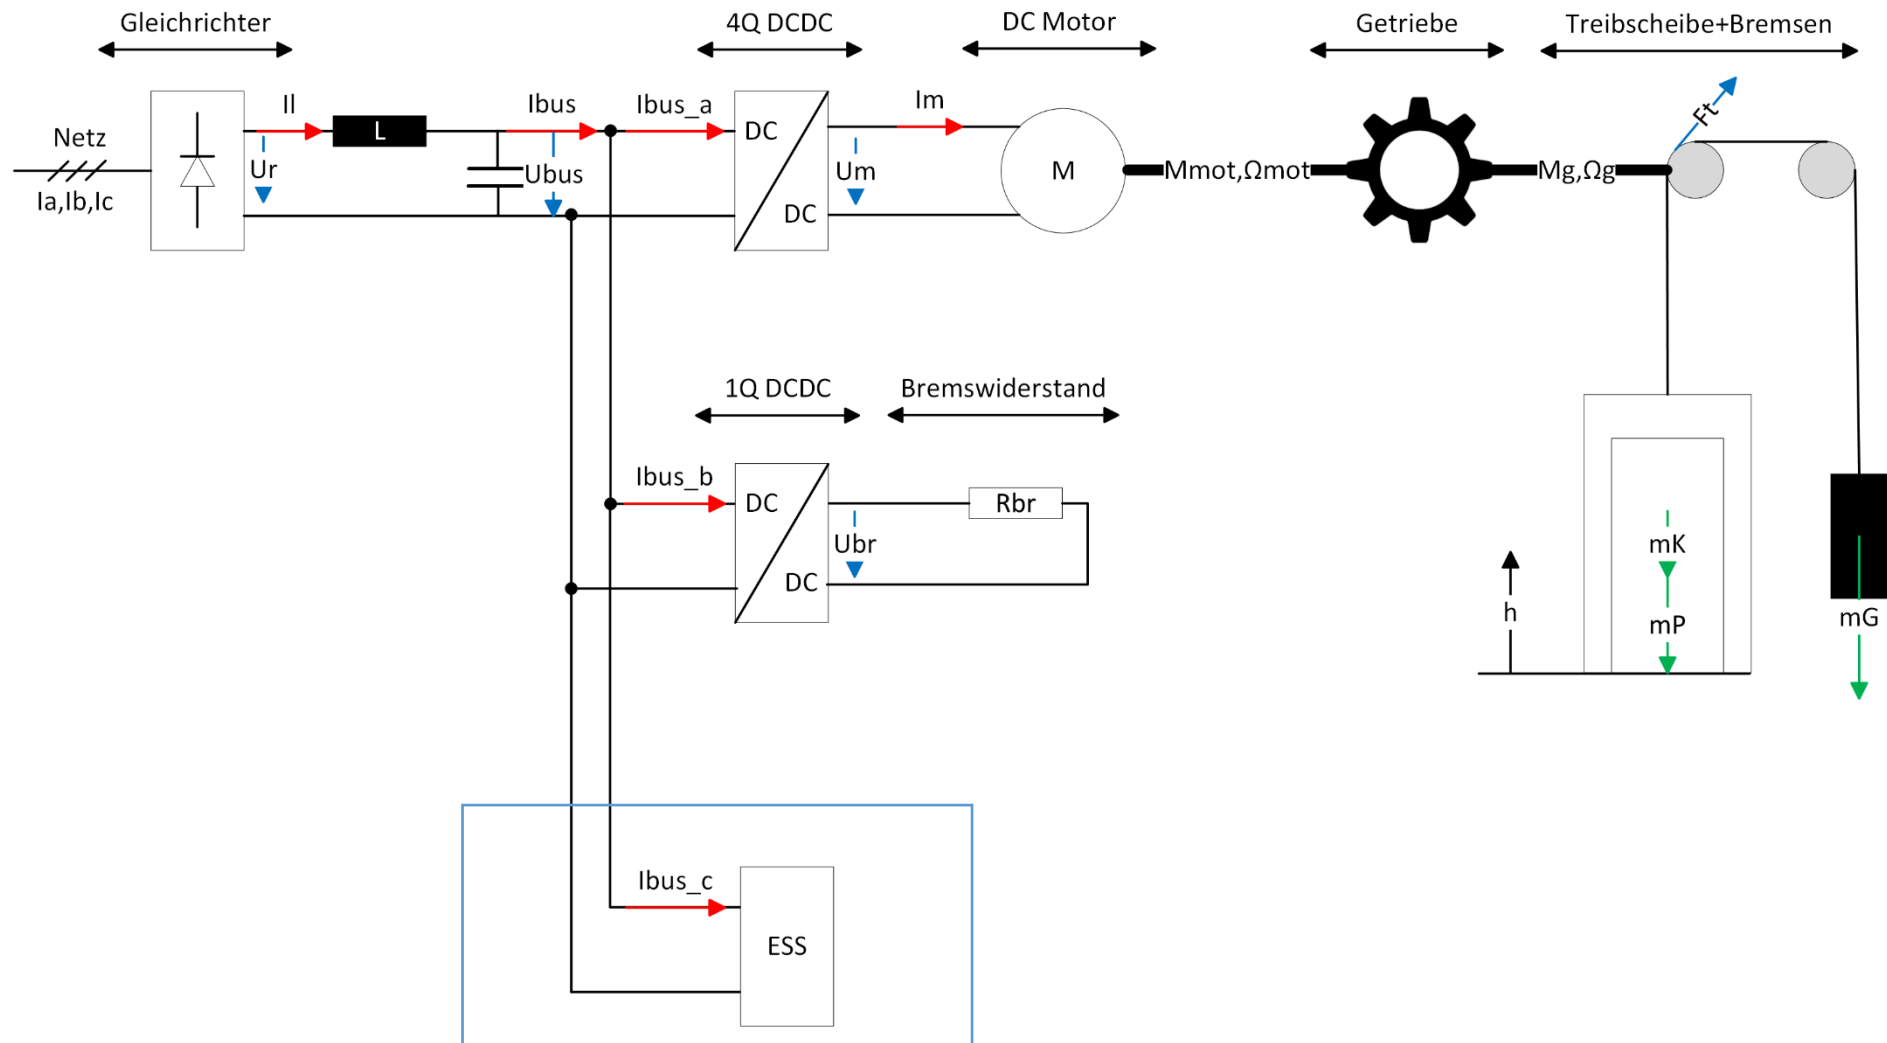 Gleichrichter
4Q DCDC
DC Motor
Getriebe
Treibscheibe+Bremsen
Netz
Ia,Ib,Ic
Il
Ur
L
Ibus
Ubus
Ibus_a
DC
DC
Im
Um
M
Mmot,Ωmot
Mg,Ωg
Ft
1Q DCDC
Bremswiderstand
Ibus_b
DC
DC
Ubr
Rbr
h
mK
mP
mG
Ibus_c
ESS